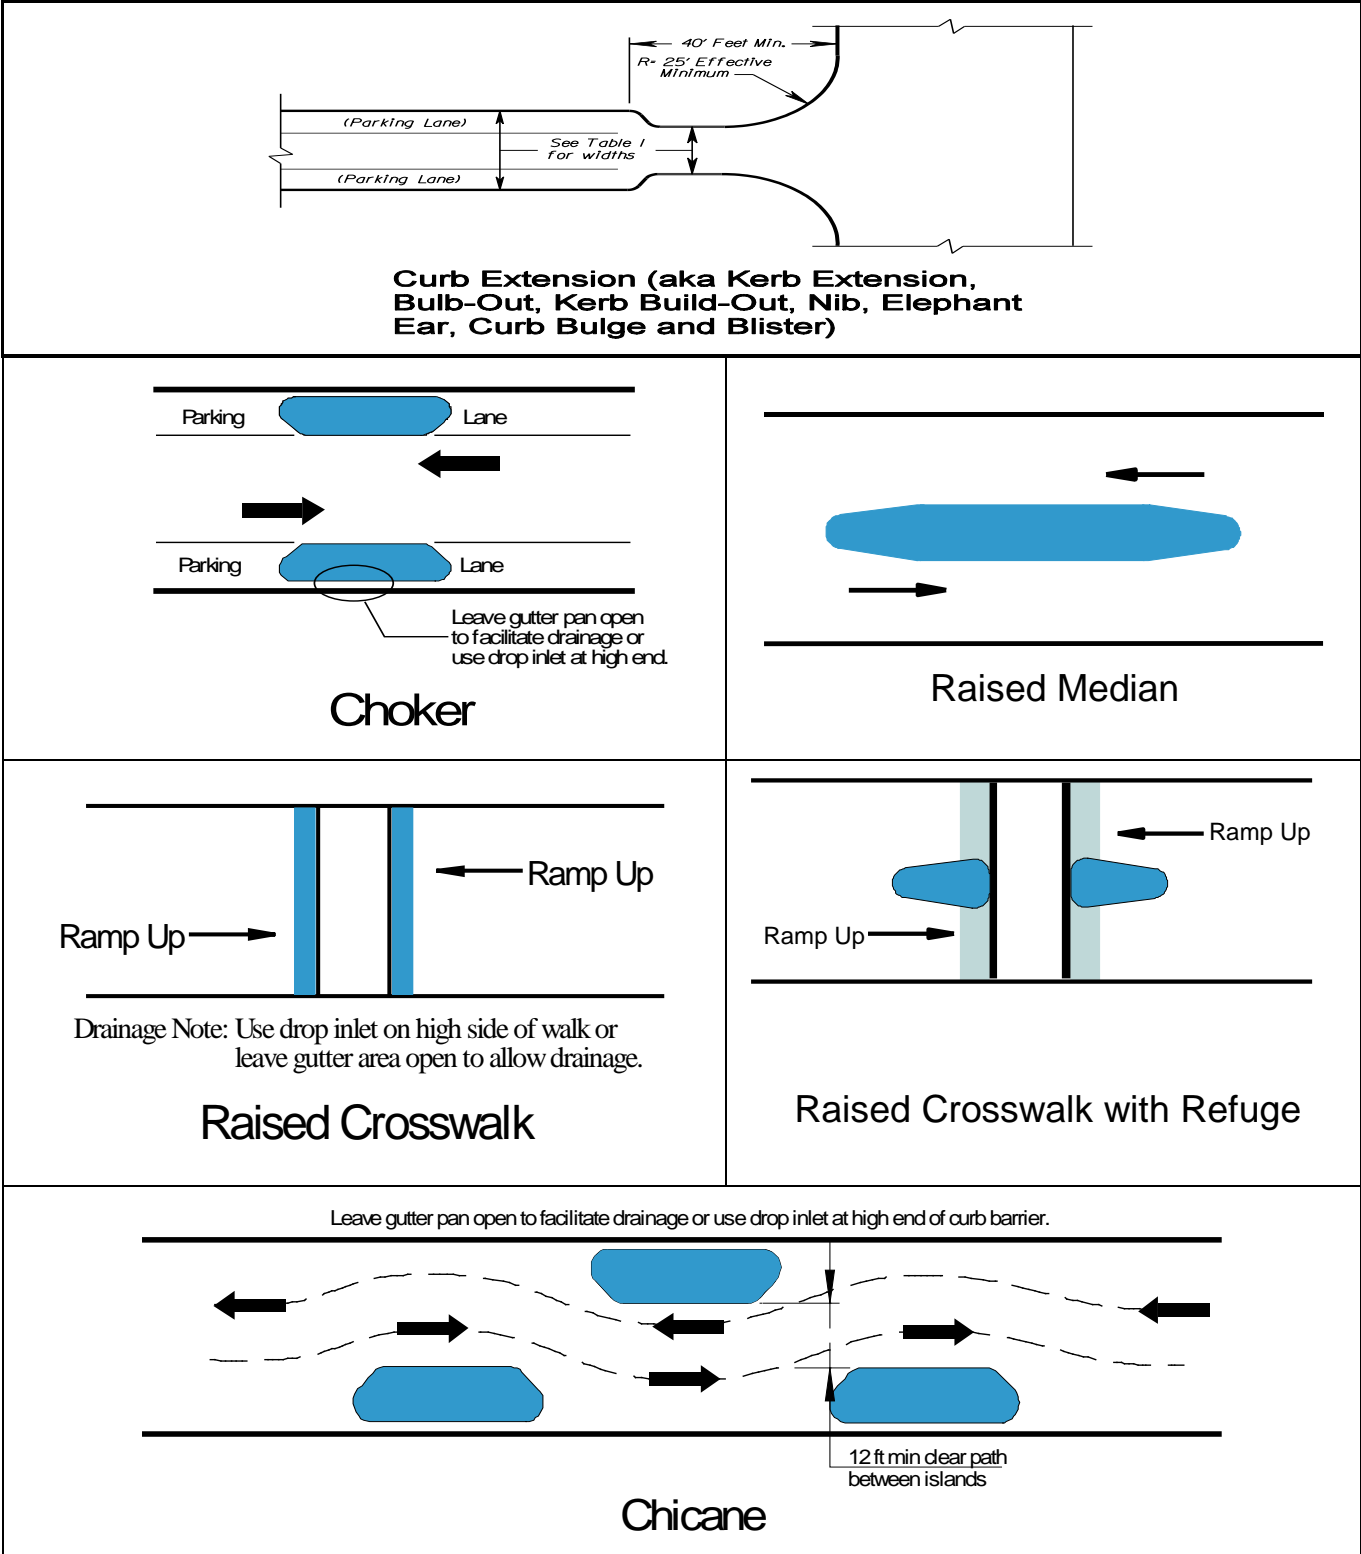 40' Feet Min.
R= 25' Effective
Minimum
(Parking Lane)
See Table 1
for widths
(Parking Lane)
Curb Extension (aka Kerb Extension,
Bulb-Out, Kerb Build-Out, Nib, Elephant
Ear, Curb Bulge and Blister)
Parking Lane
Parking Lane
Leave gutter pan open
to facilitate drainage or
use drop inlet at high end.
Choker
Raised Median
Ramp Up
Ramp Up
Drainage Note: Use drop inlet on high side of walk or
leave gutter area open to allow drainage.
Raised Crosswalk
Ramp Up
Ramp Up
Raised Crosswalk with Refuge
Leave gutter pan open to facilitate drainage or use drop inlet at high end of curb barrier.
12 ft min clear path
between islands
Chicane